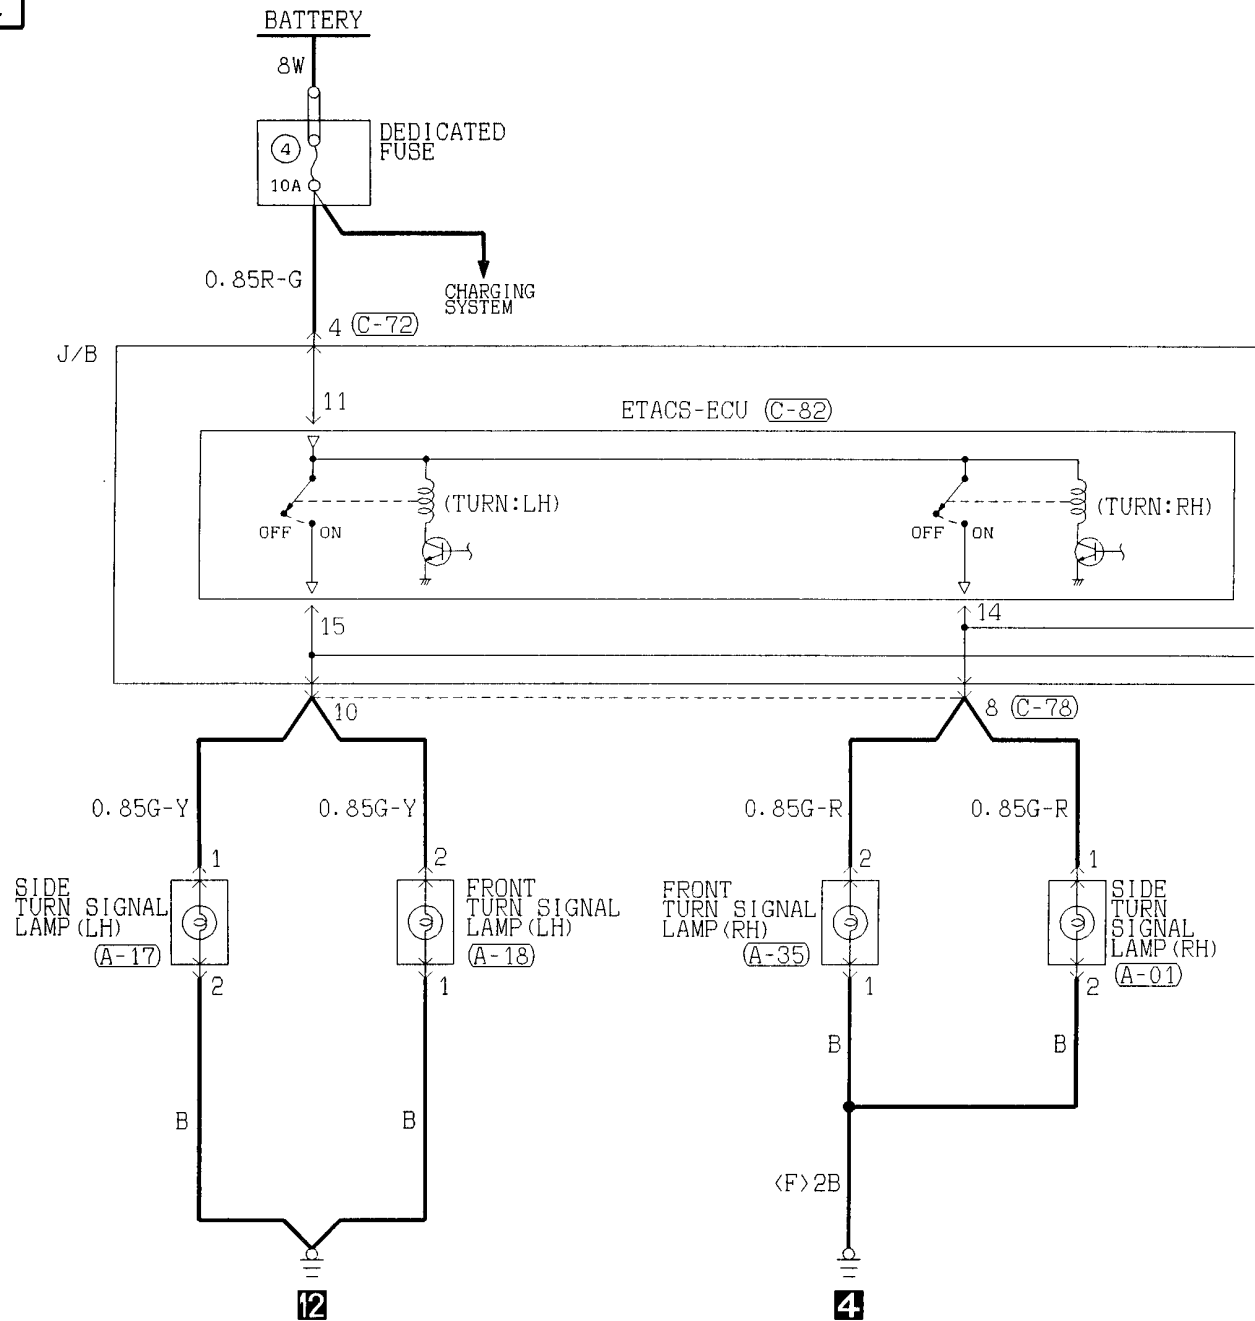 BATTERY
8W
DEDICATED
FUSE
4
10A
0.85R-G
CHARGING
SYSTEM
4 (C-72)
J/B
11
ETACS-ECU (C-82)
(TURN:LH)
(TURN:RH)
OFF ON
OFF ON
15
14
10
8 (C-78)
0.85G-Y
0.85G-Y
0.85G-R
0.85G-R
1
2
2
1
SIDE
TURN SIGNAL
LAMP(LH)
(A-17)
FRONT
TURN SIGNAL
LAMP(LH)
(A-18)
FRONT
TURN SIGNAL
LAMP(RH)
(A-35)
SIDE
TURN
SIGNAL
LAMP(RH)
(A-01)
2
1
1
2
B
B
B
B
<F>2B
12
4